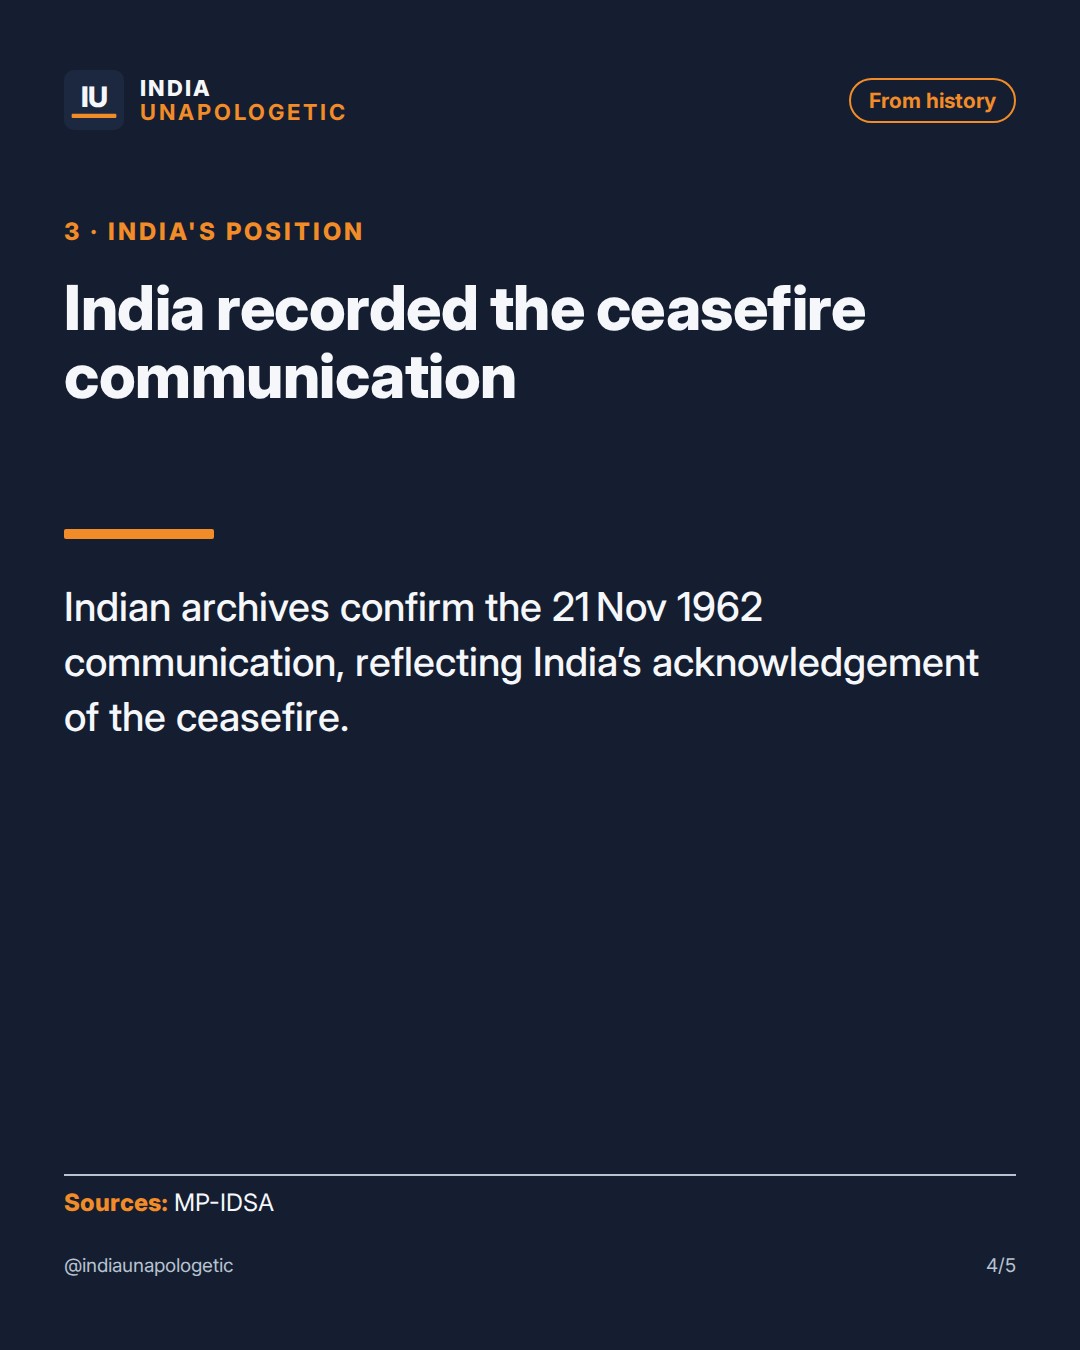 IU
INDIA
UNAPOLOGETIC
From history
3 · INDIA'S POSITION
India recorded the ceasefire
communication
Indian archives confirm the 21 Nov 1962
communication, reflecting India’s acknowledgement
of the ceasefire.
Sources: MP-IDSA
@indiaunapologetic
4/5